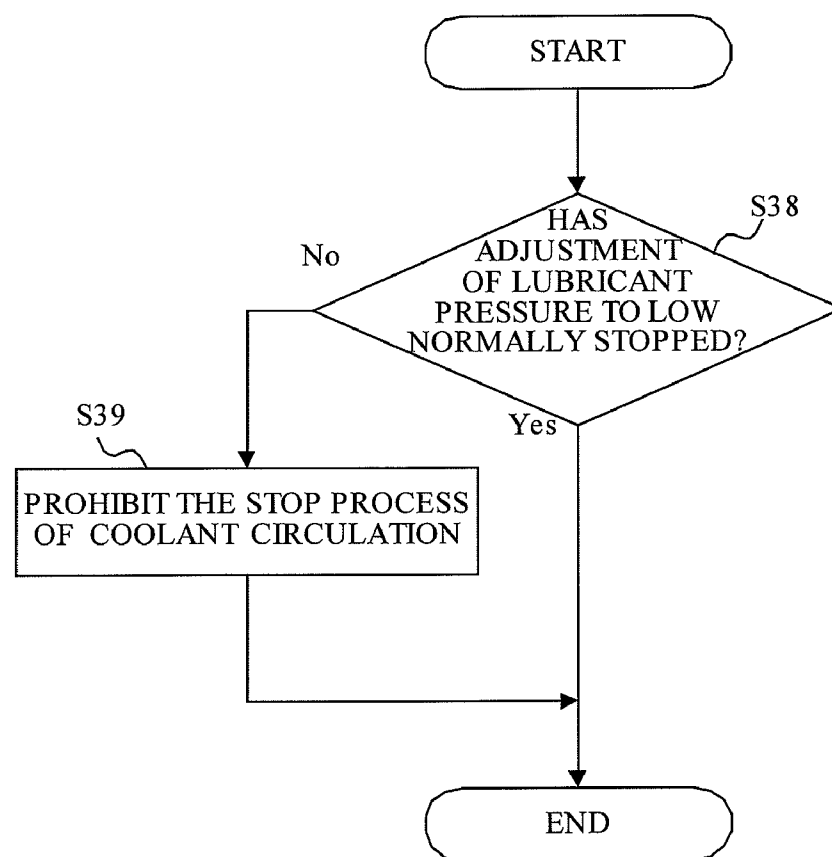 START
S38
HAS
ADJUSTMENT
OF LUBRICANT
PRESSURE TO LOW
NORMALLY STOPPED?
No
Yes
S39
PROHIBIT THE STOP PROCESS
OF COOLANT CIRCULATION
END